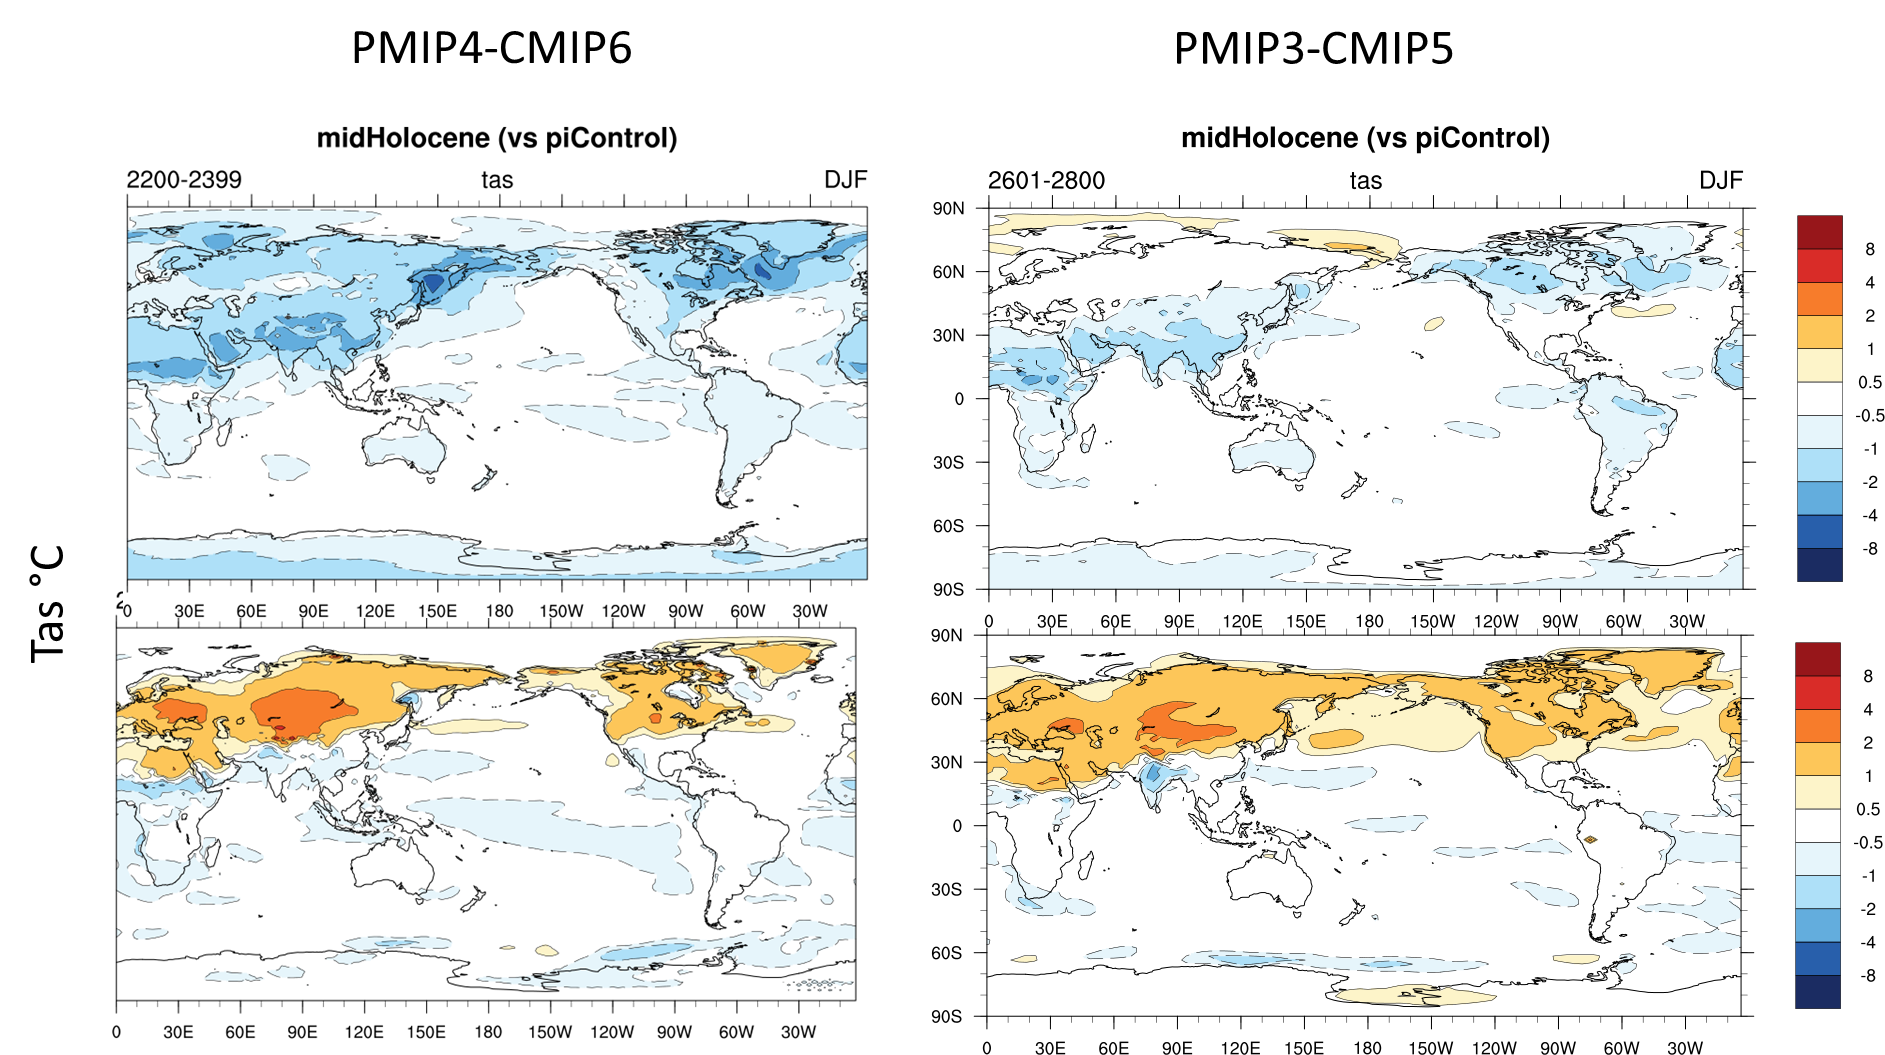 PMIP4-CMIP6 PMIP3-CMIP5
midHolocene (vs piControl) midHolocene (vs piControl)
2200-2399 tas DJF 2601-2800 tas DJF
90N
60N
30N
0
30S
60S
90S
8
4
2
1
0.5
-0.5
-1
-2
-4
-8
0 30E 60E 90E 120E 150E 180 150W 120W 90W 60W 30W
0 30E 60E 90E 120E 150E 180 150W 120W 90W 60W 30W
Tas °C
90N
60N
30N
0
30S
60S
90S
8
4
2
1
0.5
-0.5
-1
-2
-4
-8
0 30E 60E 90E 120E 150E 180 150W 120W 90W 60W 30W
0 30E 60E 90E 120E 150E 180 150W 120W 90W 60W 30W